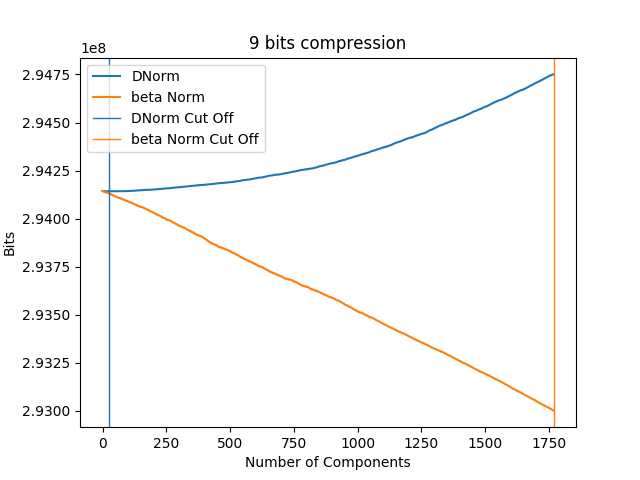 9 bits compression
1e8
DNorm
beta Norm
DNorm Cut Off
beta Norm Cut Off
2.9475
2.9450
2.9425
2.9400
2.9375
2.9350
2.9325
2.9300
Bits
0 250 500 750 1000 1250 1500 1750
Number of Components